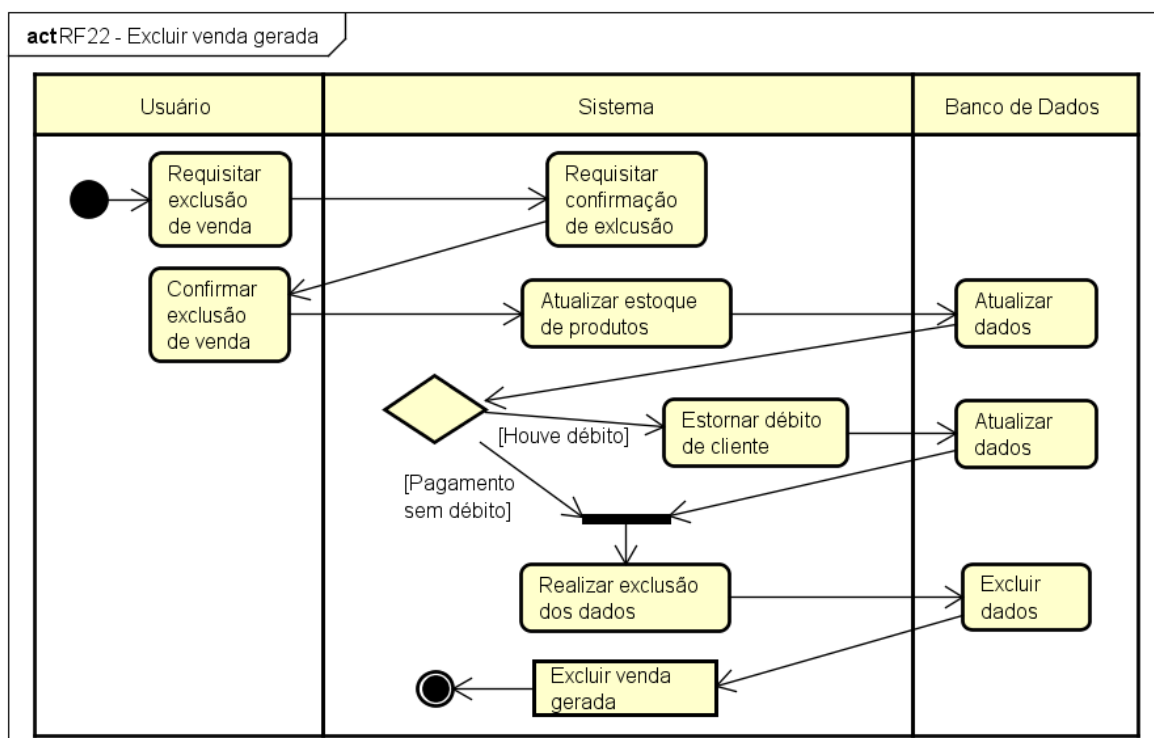 act RF22 - Excluir venda gerada
Usuário
Sistema
Banco de Dados
Requisitar
exclusão
de venda
Requisitar
confirmação
de exlcusão
Confirmar
exclusão
de venda
Atualizar estoque
de produtos
Atualizar
dados
[Houve débito]
Estornar débito
de cliente
Atualizar
dados
[Pagamento
sem débito]
Realizar exclusão
dos dados
Excluir
dados
Excluir venda
gerada